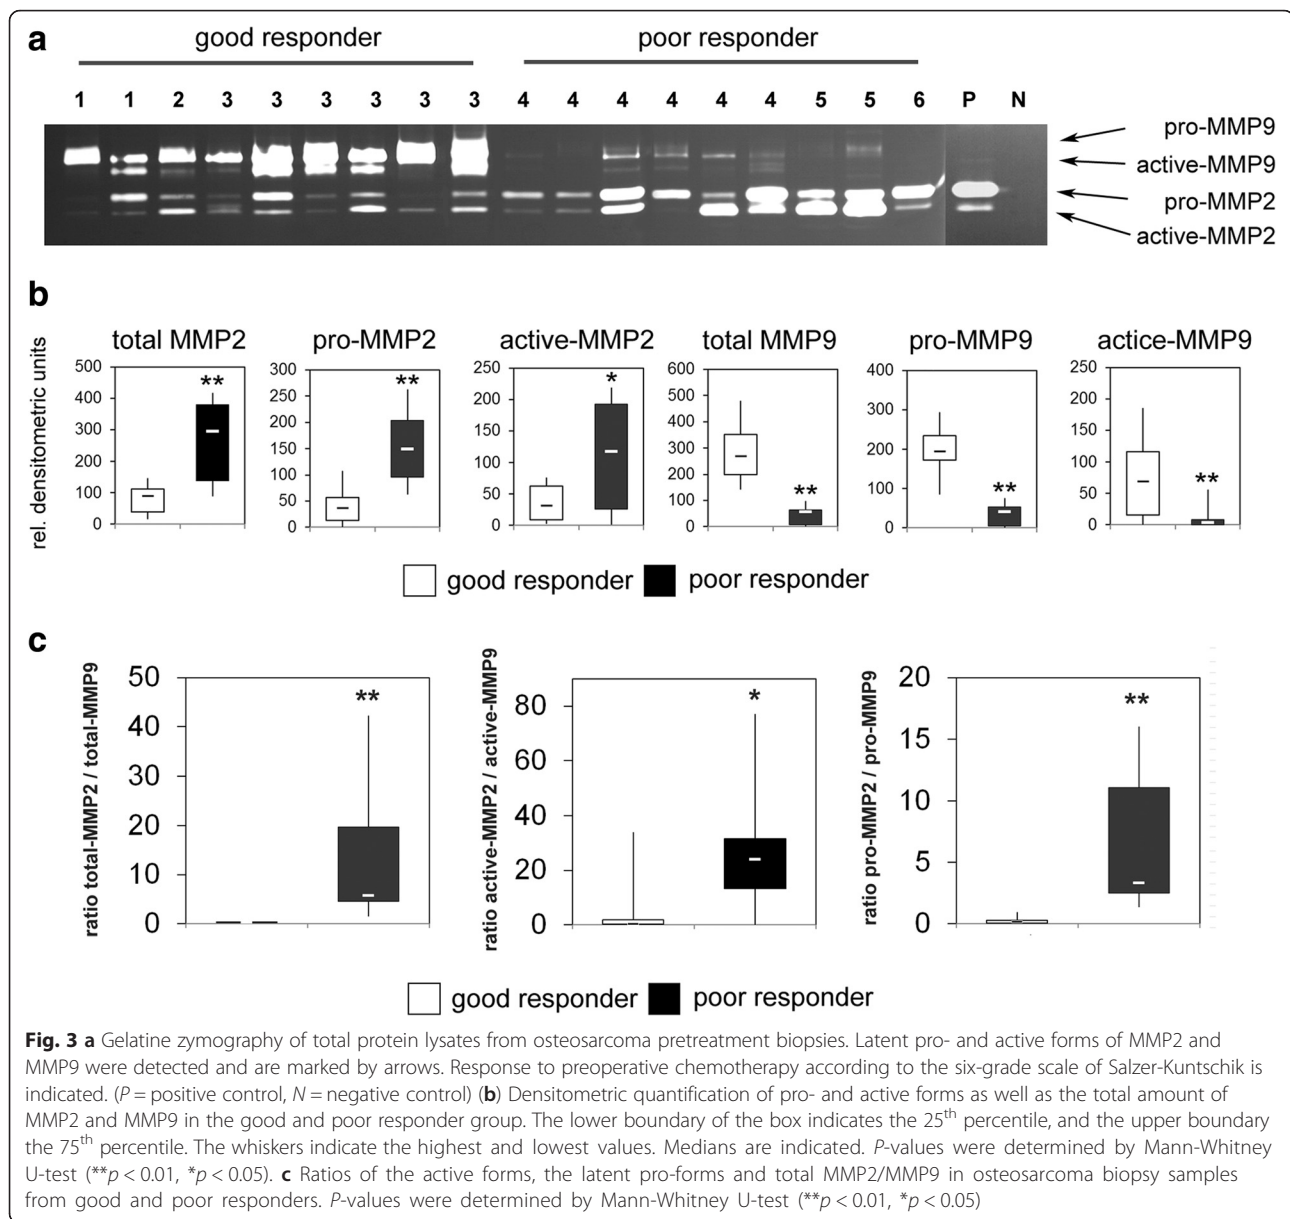 a
good responder
poor responder
1 1 2 3 3 3 3 3 3 4 4 4 4 4 4 5 5 6 P N
pro-MMP9
active-MMP9
pro-MMP2
active-MMP2
b
rel. densitometric units
total MMP2
500
400
300
200
100
0
**
pro-MMP2
300
250
200
150
100
50
0
**
active-MMP2
250
200
150
100
50
0
*
total MMP9
600
500
400
300
200
100
0
**
pro-MMP9
400
300
200
100
0
**
actice-MMP9
250
200
150
100
50
0
**
good responder
poor responder
c
ratio total-MMP2 / total-MMP9
50
40
30
20
10
0
**
ratio active-MMP2 / active-MMP9
80
60
40
20
0
*
ratio pro-MMP2 / pro-MMP9
20
15
10
5
0
**
good responder
poor responder
Fig. 3 a Gelatine zymography of total protein lysates from osteosarcoma pretreatment biopsies. Latent pro- and active forms of MMP2 and
MMP9 were detected and are marked by arrows. Response to preoperative chemotherapy according to the six-grade scale of Salzer-Kuntschik is
indicated. (P = positive control, N = negative control) (b) Densitometric quantification of pro- and active forms as well as the total amount of
MMP2 and MMP9 in the good and poor responder group. The lower boundary of the box indicates the 25th percentile, and the upper boundary
the 75th percentile. The whiskers indicate the highest and lowest values. Medians are indicated. P-values were determined by Mann-Whitney
U-test (**p < 0.01, *p < 0.05). c Ratios of the active forms, the latent pro-forms and total MMP2/MMP9 in osteosarcoma biopsy samples
from good and poor responders. P-values were determined by Mann-Whitney U-test (**p < 0.01, *p < 0.05)